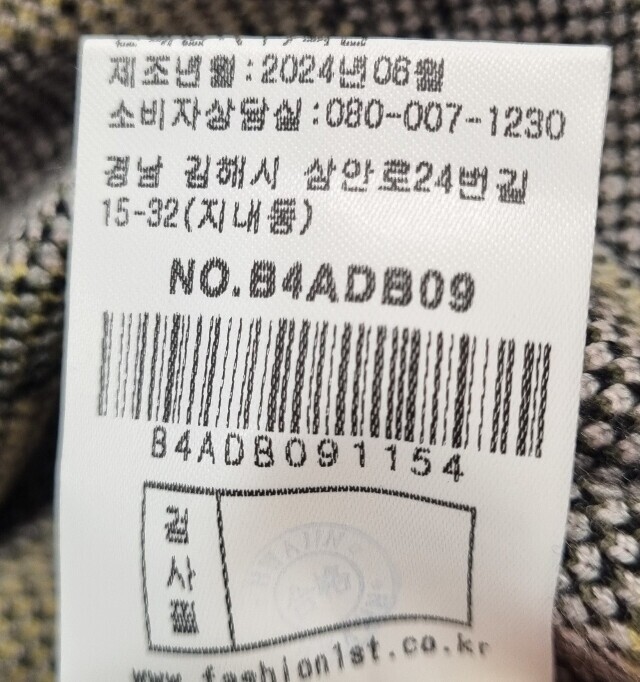 제조년월:2024년06월
소비자상담실:080-007-1230
경남 김해시 삼안로24번길
15-32(지내동)
NO.B4ADB09
B4ADB091154
검사필
www.fashion1st.co.kr